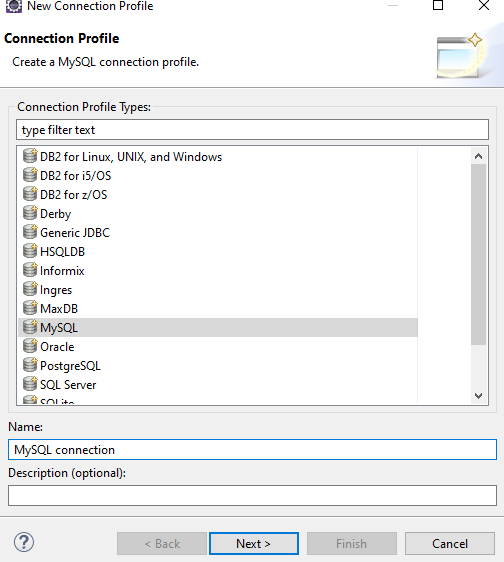 New Connection Profile
Connection Profile
Create a MySQL connection profile.
Connection Profile Types:
type filter text
DB2 for Linux, UNIX, and Windows
DB2 for i5/OS
DB2 for z/OS
Derby
Generic JDBC
HSQLDB
Informix
Ingres
MaxDB
MySQL
Oracle
PostgreSQL
SQL Server
SQLite
Name:
MySQL connection
Description (optional):
? < Back Next > Finish Cancel